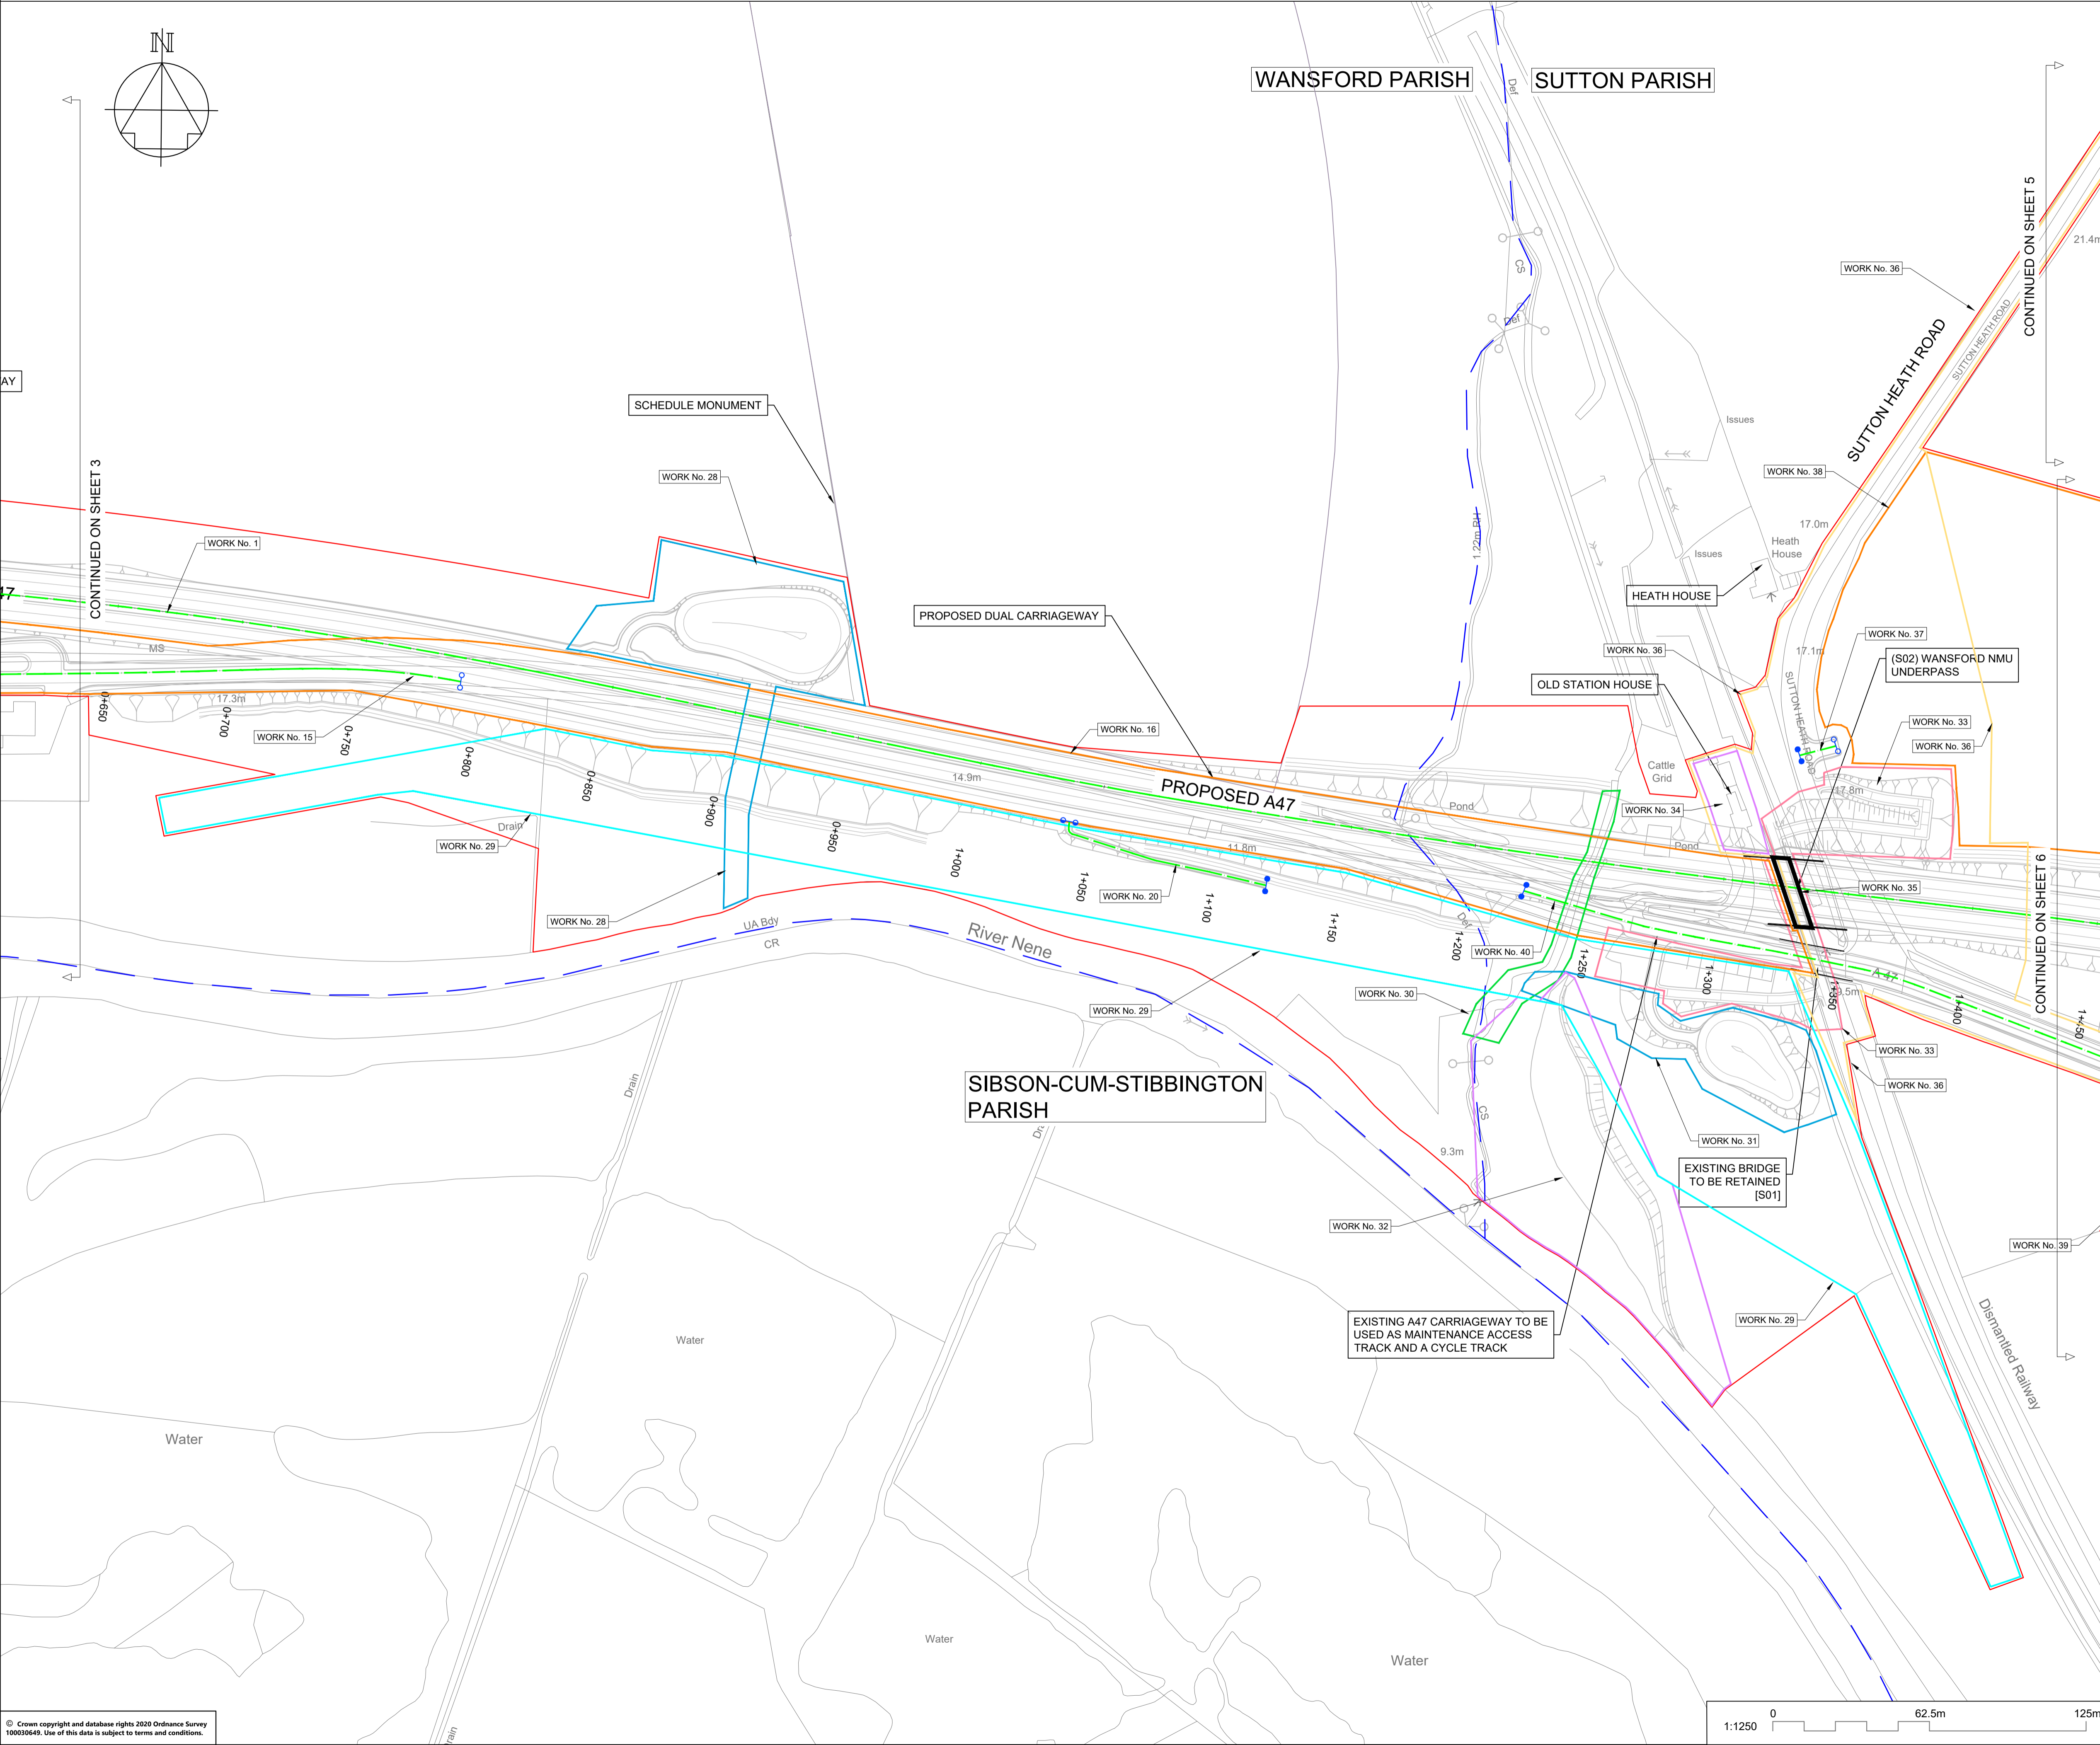 N
WANSFORD PARISH
SUTTON PARISH
Def
CONTINUED ON SHEET 5
21.4m
CS
WORK No. 36
SUTTON HEATH ROAD
SUTTON HEATH ROAD
Def
AY
SCHEDULE MONUMENT
Issues
WORK No. 28
WORK No. 38
CONTINUED ON SHEET 3
1.22m RH
17.0m
Heath
House
Issues
WORK No. 1
47
HEATH HOUSE
PROPOSED DUAL CARRIAGEWAY
WORK No. 37
MS
WORK No. 36
17.1m
(S02) WANSFORD NMU
UNDERPASS
OLD STATION HOUSE
SUTTON HEATH ROAD
17.3m
0+650
0+700
0+750
0+800
0+850
0+900
0+950
1+000
1+050
1+100
1+150
1+200
1+250
1+300
1+350
1+400
1+450
WORK No. 15
WORK No. 16
WORK No. 33
WORK No. 36
Cattle
Grid
14.9m
PROPOSED A47
Pond
WORK No. 34
17.8m
Drain
WORK No. 29
11.8m
Pond
CONTINUED ON SHEET 6
WORK No. 20
WORK No. 35
WORK No. 28
UA Bdy
CR
River Nene
Def
WORK No. 40
A 47
9.5m
WORK No. 30
WORK No. 29
WORK No. 33
SIBSON-CUM-STIBBINGTON
PARISH
Drain
WORK No. 36
CS
WORK No. 31
9.3m
EXISTING BRIDGE
TO BE RETAINED
[S01]
WORK No. 32
WORK No. 39
EXISTING A47 CARRIAGEWAY TO BE
USED AS MAINTENANCE ACCESS
TRACK AND A CYCLE TRACK
WORK No. 29
Dismantled Railway
Water
Water
Water
Water
© Crown copyright and database rights 2020 Ordnance Survey
100030649. Use of this data is subject to terms and conditions.
1:1250
0
62.5m
125m